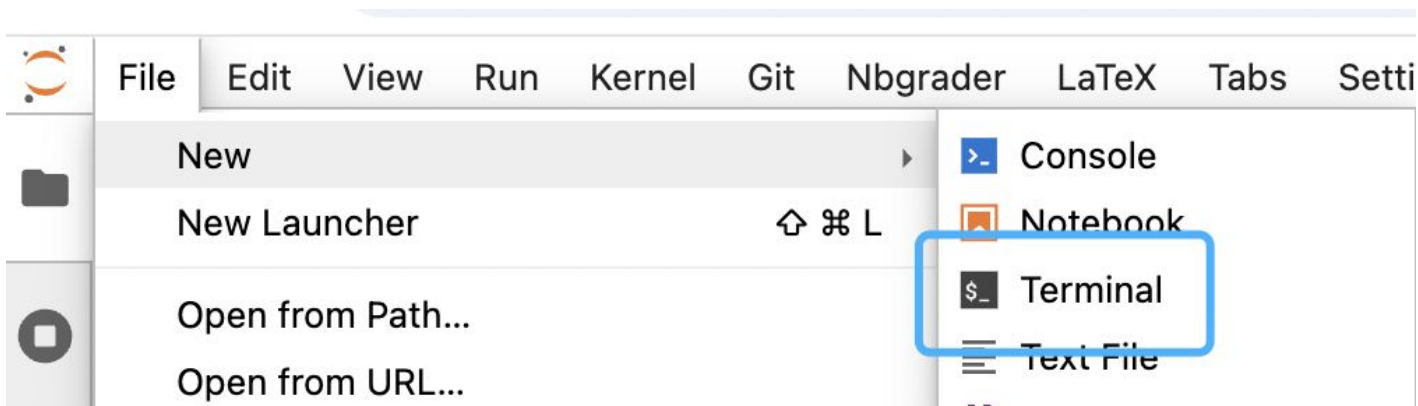 File Edit View Run Kernel Git Nbgrader LaTeX Tabs Setti
New
New Launcher ⇧ ⌘ L
Open from Path...
Open from URL...
>_ Console
Notebook
$_ Terminal
Text File